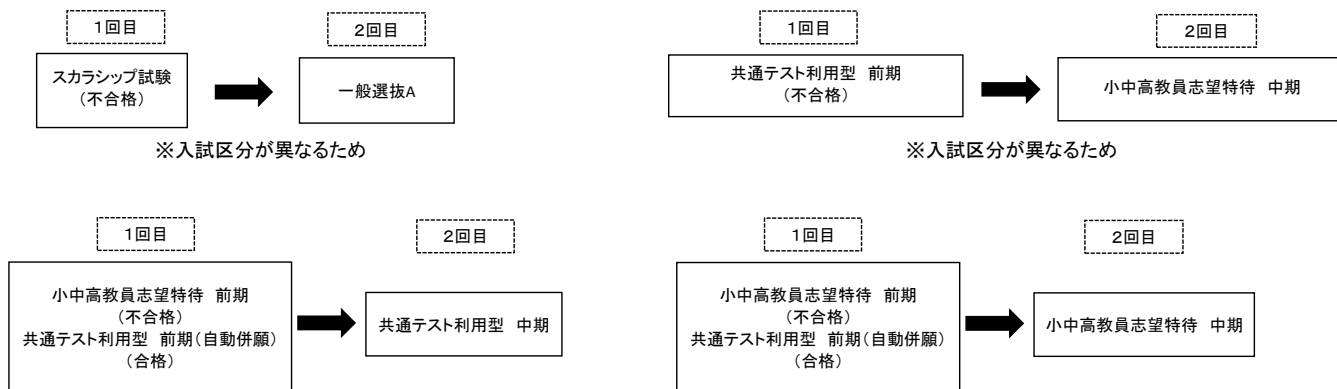 1回目
2回目
スカラシップ試験
(不合格)
一般選抜A
※入試区分が異なるため
1回目
2回目
共通テスト利用型 前期
(不合格)
小中高教員志望特待 中期
※入試区分が異なるため
1回目
2回目
小中高教員志望特待 前期
(不合格)
共通テスト利用型 前期(自動併願)
(合格)
共通テスト利用型 中期
1回目
2回目
小中高教員志望特待 前期
(不合格)
共通テスト利用型 前期(自動併願)
(合格)
小中高教員志望特待 中期